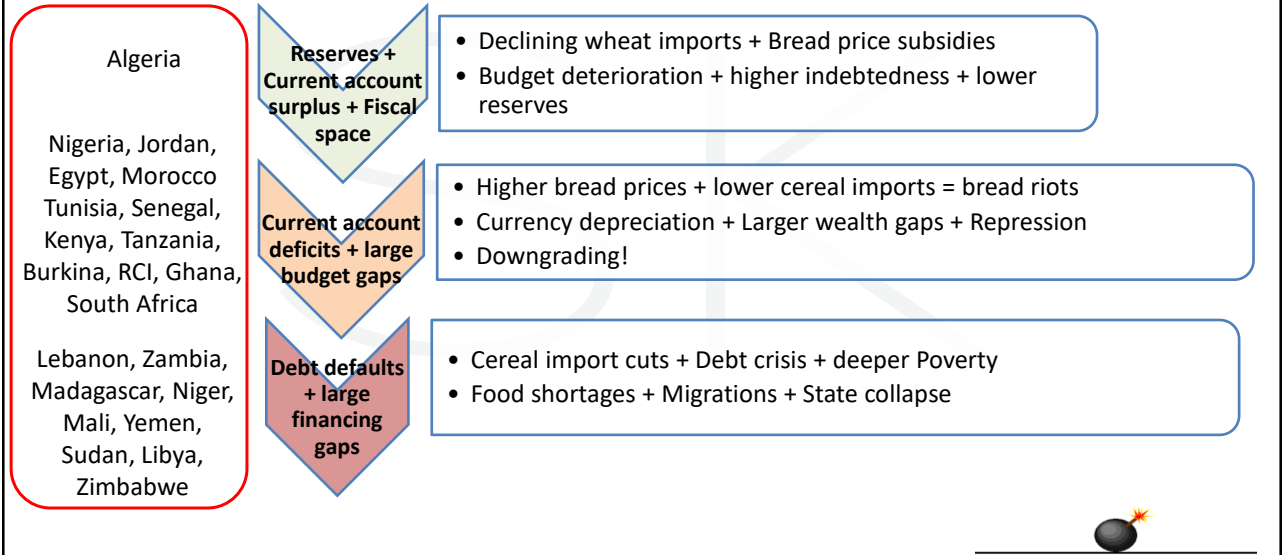 Algeria
Reserves +
Current account
surplus + Fiscal
space
• Declining wheat imports + Bread price subsidies
• Budget deterioration + higher indebtedness + lower
reserves
Nigeria, Jordan,
Egypt, Morocco
Tunisia, Senegal,
Kenya, Tanzania,
Burkina, RCI, Ghana,
South Africa
Current account
deficits + large
budget gaps
• Higher bread prices + lower cereal imports = bread riots
• Currency depreciation + Larger wealth gaps + Repression
• Downgrading!
Lebanon, Zambia,
Madagascar, Niger,
Mali, Yemen,
Sudan, Libya,
Zimbabwe
Debt defaults
+ large
financing
gaps
• Cereal import cuts + Debt crisis + deeper Poverty
• Food shortages + Migrations + State collapse